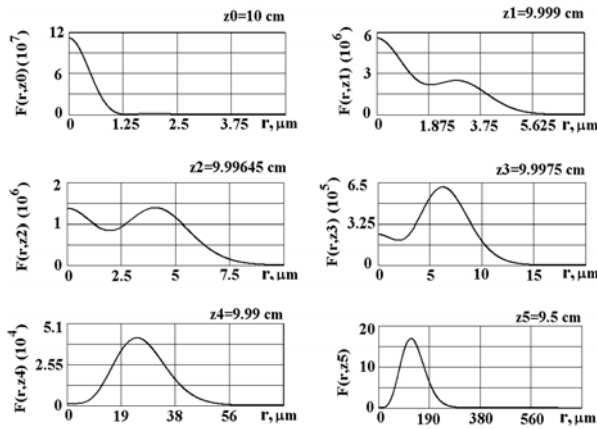 z0=10 cm
F(r,z0)(10^7)
12
6
0
0 1.25 2.5 3.75 r, μm
z1=9.999 cm
F(r,z1) (10^6)
6
3
0
0 1.875 3.75 5.625 r, μm
z2=9.99645 cm
F(r,z2) (10^6)
2
1
0
0 2.5 5 7.5 r, μm
z3=9.9975 cm
F(r,z3) (10^5)
6.5
3.25
0
0 5 10 15 r, μm
z4=9.99 cm
F(r,z4) (10^4)
5.1
2.55
0
0 19 38 56 r, μm
z5=9.5 cm
F(r,z5)
20
10
0
0 190 380 560 r, μm